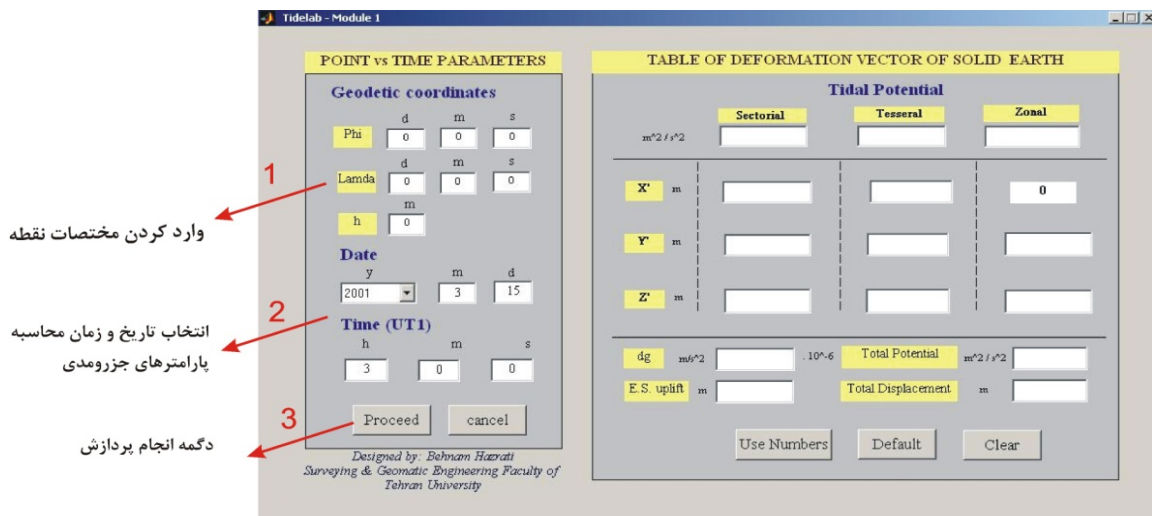 Tidelab - Module 1
POINT vs TIME PARAMETERS
Geodetic coordinates
d m s
Phi 0 0 0
d m s
Lamda 0 0 0
m
h 0
Date
y m d
2001 3 15
Time (UT1)
h m s
3 0 0
Proceed cancel
Designed by: Behnam Hazrati
Surveying & Geomatic Engineering Faculty of
Tehran University
TABLE OF DEFORMATION VECTOR OF SOLID EARTH
Tidal Potential
Sectorial Tesseral Zonal
m^2 / s^2
X' m 0
Y' m
Z' m
dg m/s^2 . 10^-6 Total Potential m^2 / s^2
E.S. uplift m Total Displacement m
Use Numbers Default Clear
1
وارد کردن مختصات نقطه
2
انتخاب تاریخ و زمان محاسبه
پارامترهای جزرومدی
3
دگمه انجام پردازش